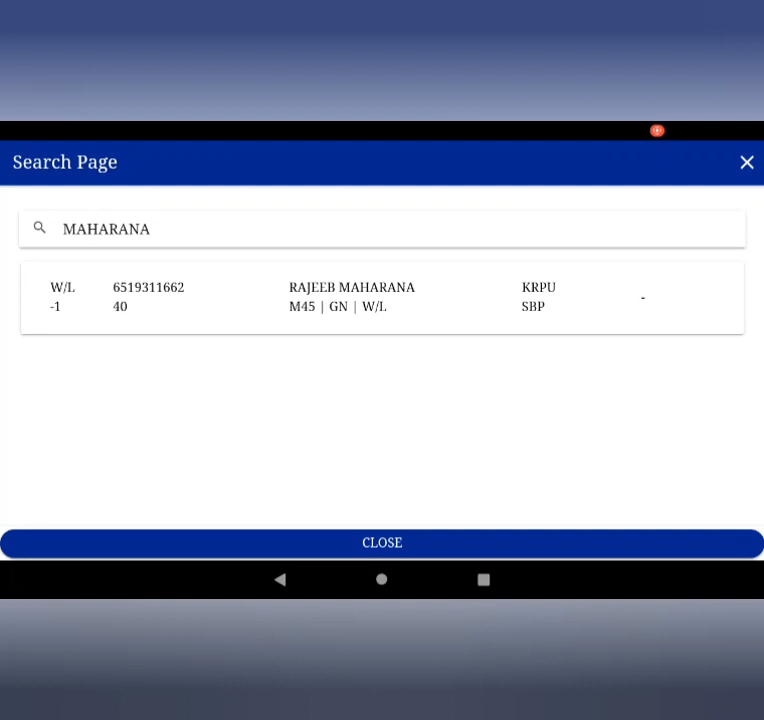 Search Page
MAHARANA
W/L 6519311662 RAJEEB MAHARANA KRPU
-1 40 M45 | GN | W/L SBP -
CLOSE